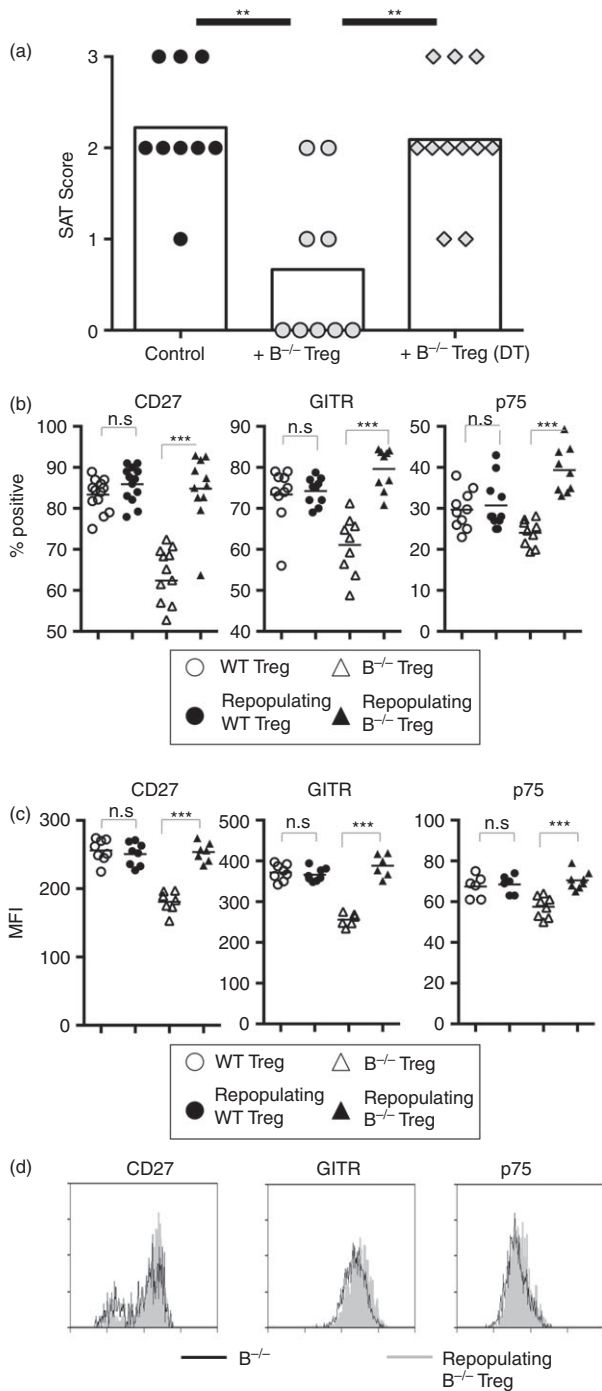 ** **
(a)
3
2
1
0
SAT Score
Control + B⁻/⁻ Treg + B⁻/⁻ Treg (DT)
(b)
CD27 GITR p75
n.s *** n.s *** n.s ***
100
90
80
70
60
50
90
80
70
60
50
40
50
40
30
20
10
0
% positive
WT Treg B⁻/⁻ Treg
Repopulating WT Treg Repopulating B⁻/⁻ Treg
(c)
CD27 GITR p75
n.s *** n.s *** n.s ***
300
200
100
0
500
400
300
200
100
0
100
80
60
40
20
0
MFI
WT Treg B⁻/⁻ Treg
Repopulating WT Treg Repopulating B⁻/⁻ Treg
(d)
CD27 GITR p75
B⁻/⁻ Repopulating B⁻/⁻ Treg